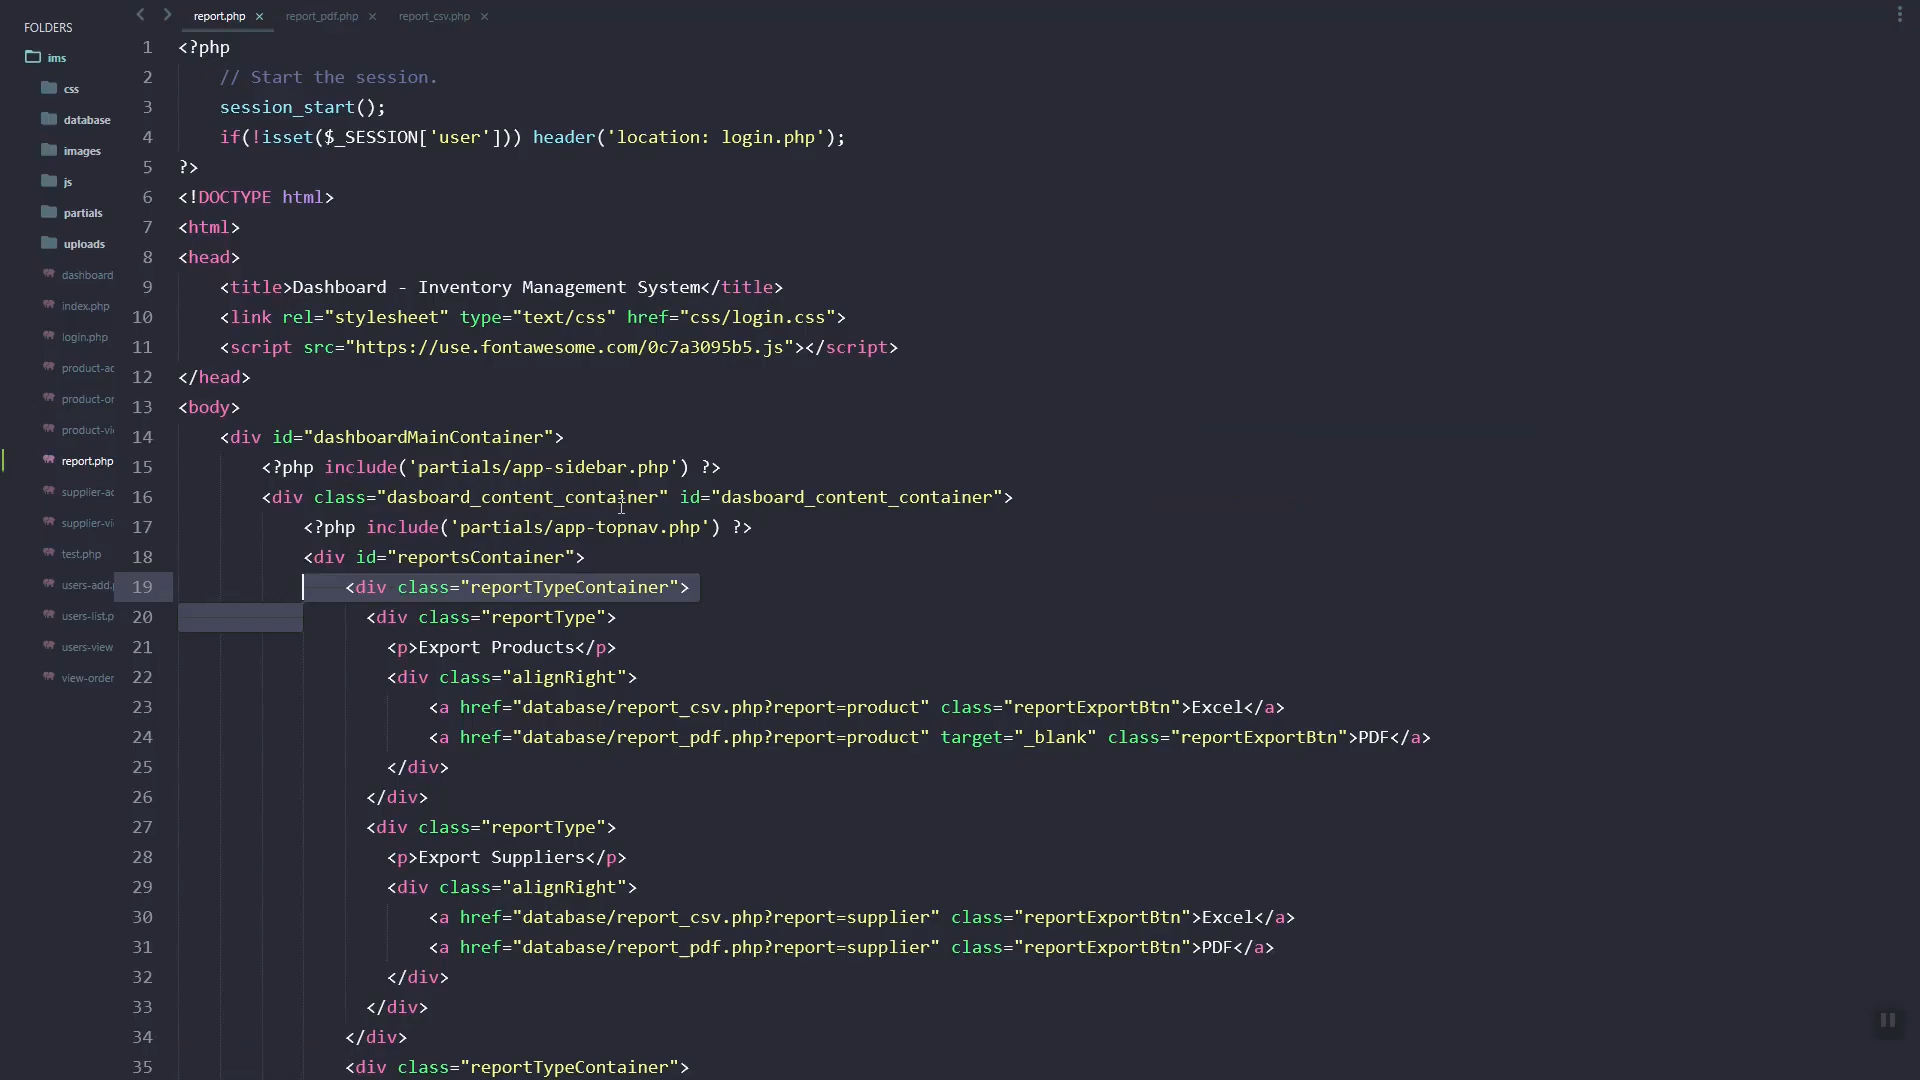 FOLDERS
ims
css
database
images
js
partials
uploads
dashboard
index.php
login.php
product-ac
product-or
product-vi
report.php
supplier-ac
supplier-vi
test.php
users-add.
users-list.p
users-view
view-order
report.php × report_pdf.php × report_csv.php ×
1 <?php
2 // Start the session.
3 session_start();
4 if(!isset($_SESSION['user'])) header('location: login.php');
5 ?>
6 <!DOCTYPE html>
7 <html>
8 <head>
9 <title>Dashboard - Inventory Management System</title>
10 <link rel="stylesheet" type="text/css" href="css/login.css">
11 <script src="https://use.fontawesome.com/0c7a3095b5.js"></script>
12 </head>
13 <body>
14 <div id="dashboardMainContainer">
15 <?php include('partials/app-sidebar.php') ?>
16 <div class="dasboard_content_container" id="dasboard_content_container">
17 <?php include('partials/app-topnav.php') ?>
18 <div id="reportsContainer">
19 <div class="reportTypeContainer">
20 <div class="reportType">
21 <p>Export Products</p>
22 <div class="alignRight">
23 <a href="database/report_csv.php?report=product" class="reportExportBtn">Excel</a>
24 <a href="database/report_pdf.php?report=product" target="_blank" class="reportExportBtn">PDF</a>
25 </div>
26 </div>
27 <div class="reportType">
28 <p>Export Suppliers</p>
29 <div class="alignRight">
30 <a href="database/report_csv.php?report=supplier" class="reportExportBtn">Excel</a>
31 <a href="database/report_pdf.php?report=supplier" class="reportExportBtn">PDF</a>
32 </div>
33 </div>
34 </div>
35 <div class="reportTypeContainer">